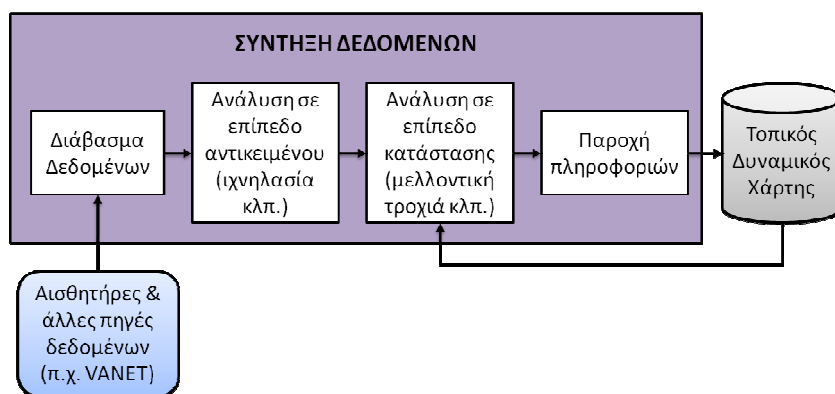 ΣΥΝΤΗΞΗ ΔΕΔΟΜΕΝΩΝ
Διάβασμα
Δεδομένων
Ανάλυση σε
επίπεδο
αντικειμένου
(ιχνηλασία
κλπ.)
Ανάλυση σε
επίπεδο
κατάστασης
(μελλοντική
τροχιά κλπ.)
Παροχή
πληροφοριών
Τοπικός
Δυναμικός
Χάρτης
Αισθητήρες &
άλλες πηγές
δεδομένων
(π.χ. VANET)